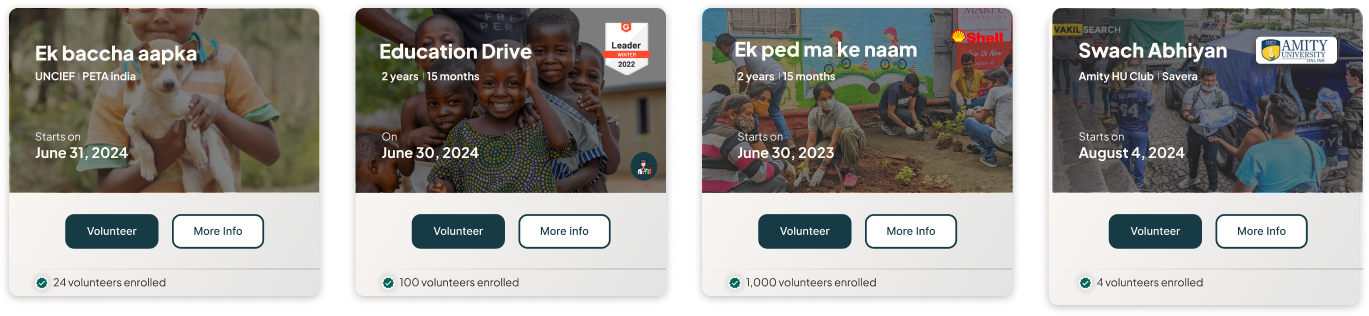 Ek baccha aapka
UNCIEF | PETA india
Starts on
June 31, 2024
Volunteer
More Info
24 volunteers enrolled
Education Drive
2 years | 15 months
Leader
WINTER
2022
On
June 30, 2024
Volunteer
More info
100 volunteers enrolled
Ek ped ma ke naam
2 years | 15 months
Shell
Starts on
June 30, 2023
Volunteer
More Info
1,000 volunteers enrolled
VAKILSEARCH
Swach Abhiyan
Amity HU Club | Savera
AMITY
UNIVERSITY
ONLINE
Starts on
August 4, 2024
Volunteer
More Info
4 volunteers enrolled